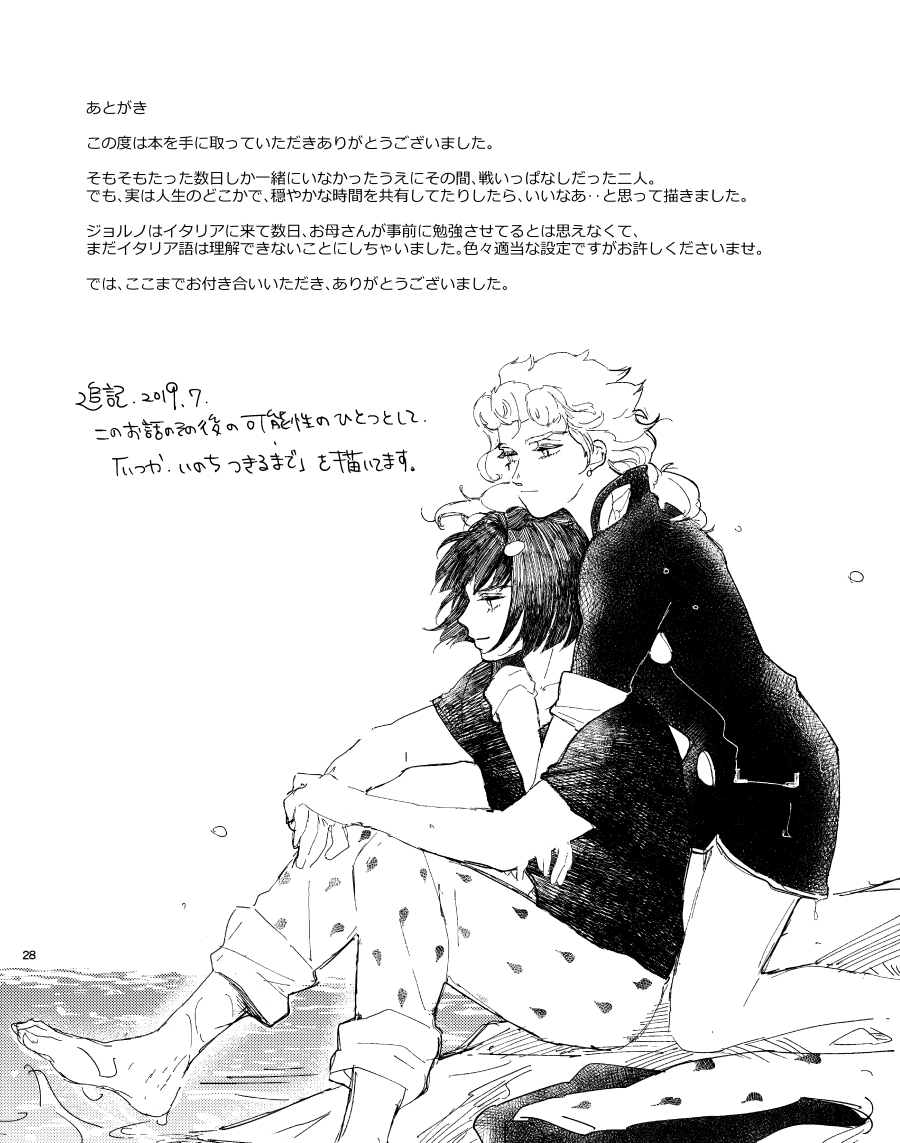 あとがき
この度は本を手に取っていただきありがとうございました。
そもそもたった数日しか一緒にいなかったうえにその間、戦いっぱなしだった二人。
でも、実は人生のどこかで、穏やかな時間を共有してたりしたら、いいなあ‥と思って描きました。
ジョルノはイタリアに来て数日、お母さんが事前に勉強させてるとは思えなくて、
まだイタリア語は理解できないことにしちゃいました。色々適当な設定ですがお許しくださいませ。
では、ここまでお付き合いいただき、ありがとうございました。
追記.2019.7.
このお話のその後の可能性のひとつとして.
「いつか.いのちつきるまで」を描いてます。
28